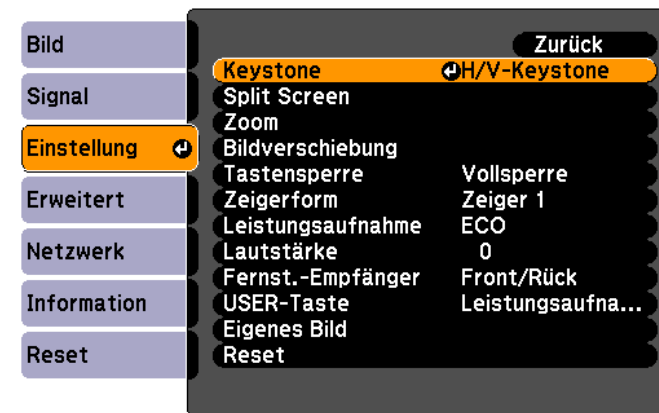 Bild
Signal
Einstellung
Erweitert
Netzwerk
Information
Reset
Zurück
Keystone H/V-Keystone
Split Screen
Zoom
Bildverschiebung
Tastensperre Vollsperre
Zeigerform Zeiger 1
Leistungsaufnahme ECO
Lautstärke 0
Fernst.-Empfänger Front/Rück
USER-Taste Leistungsaufna...
Eigenes Bild
Reset